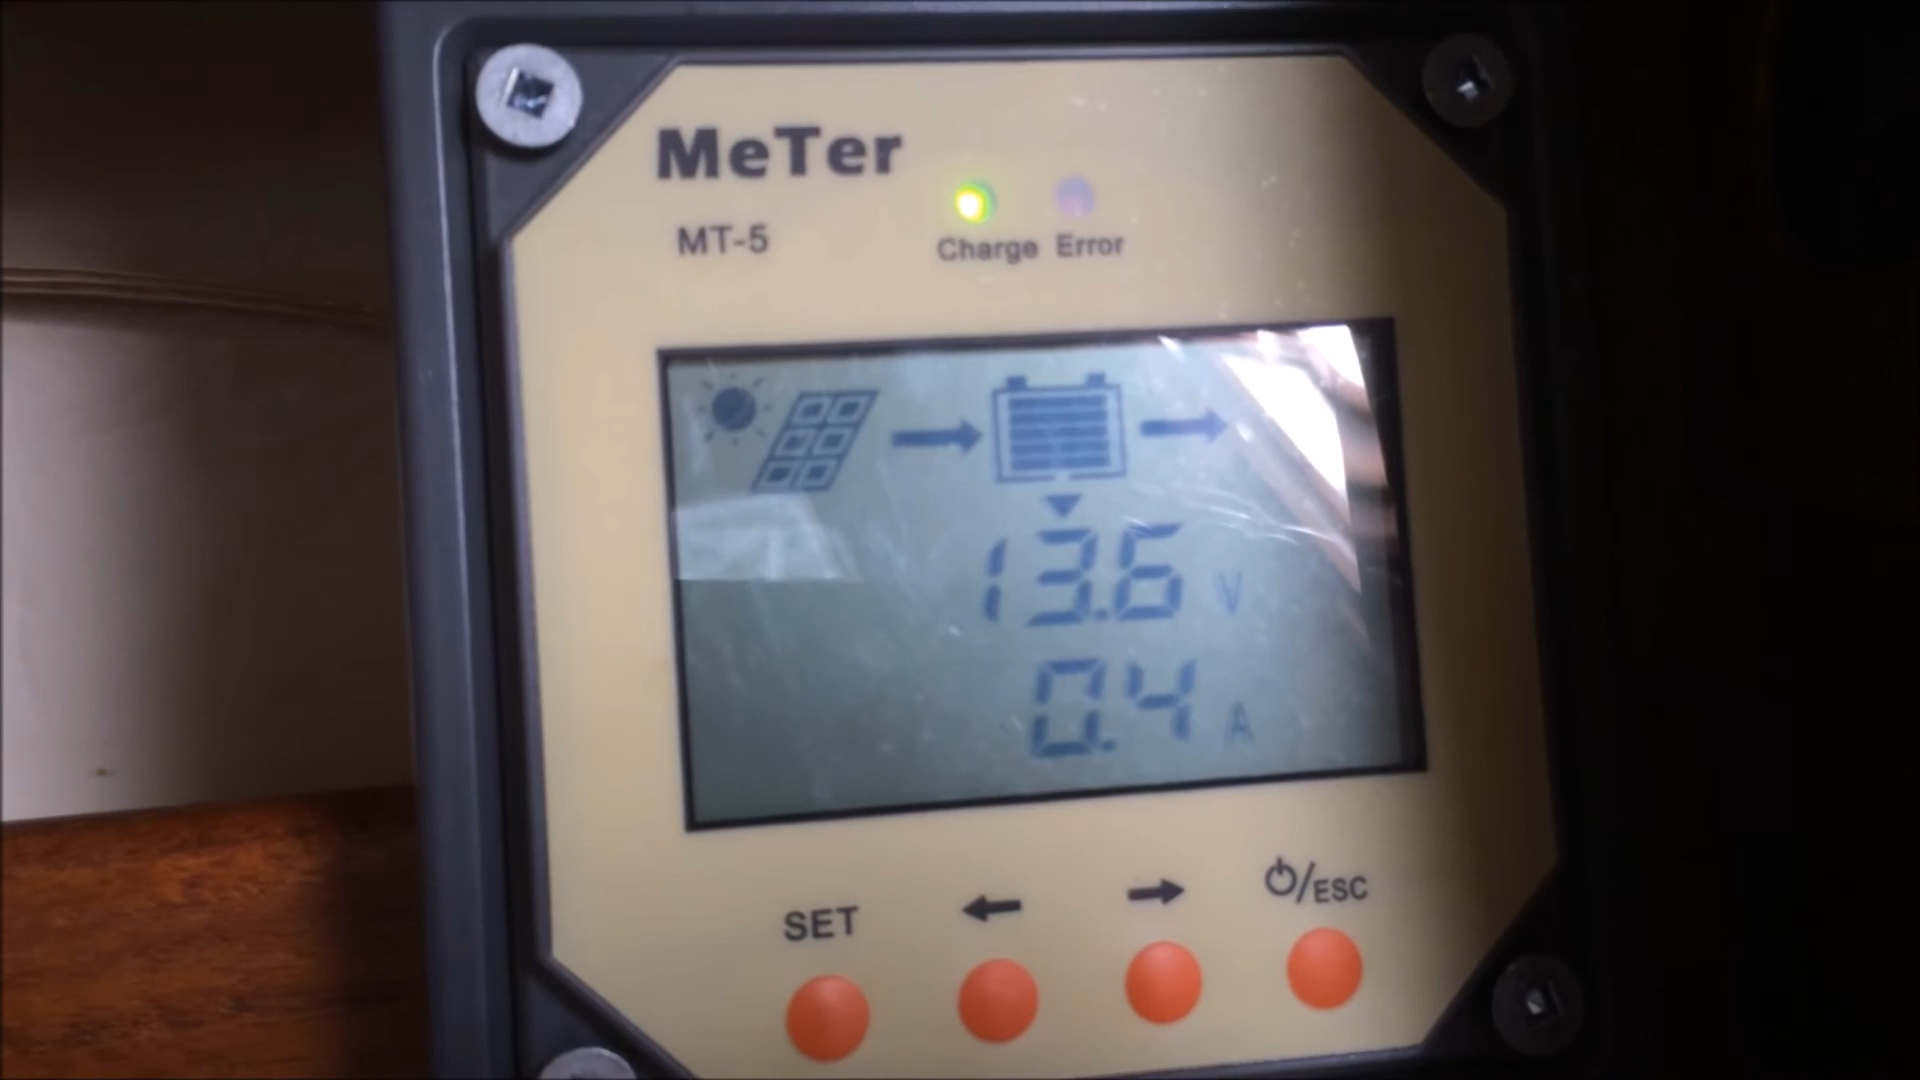 MeTer
MT-5
Charge Error
13.6 V
0.4 A
SET ← → ⏻/ESC